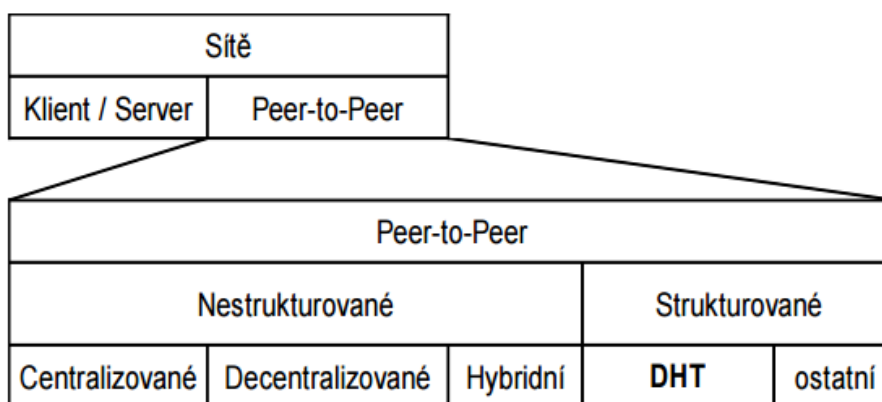 Sítě
Klient / Server Peer-to-Peer
Peer-to-Peer
Nestrukturované Strukturované
Centralizované Decentralizované Hybridní DHT ostatní